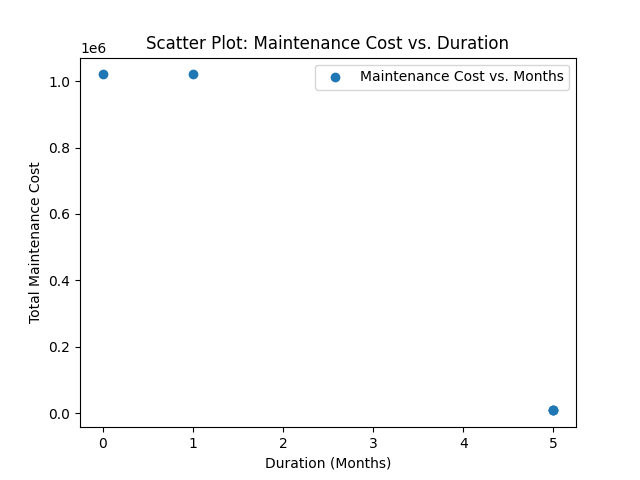 Scatter Plot: Maintenance Cost vs. Duration
1e6
Maintenance Cost vs. Months
1.0
0.8
0.6
0.4
0.2
0.0
Total Maintenance Cost
0 1 2 3 4 5
Duration (Months)